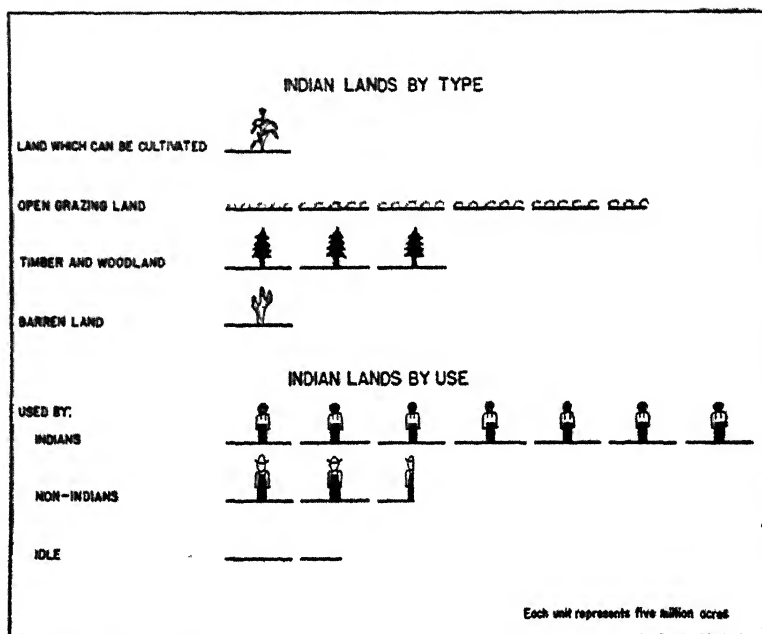 INDIAN LANDS BY TYPE
LAND WHICH CAN BE CULTIVATED
OPEN GRAZING LAND
TIMBER AND WOODLAND
BARREN LAND
INDIAN LANDS BY USE
USED BY:
INDIANS
NON-INDIANS
IDLE
Each unit represents five million acres